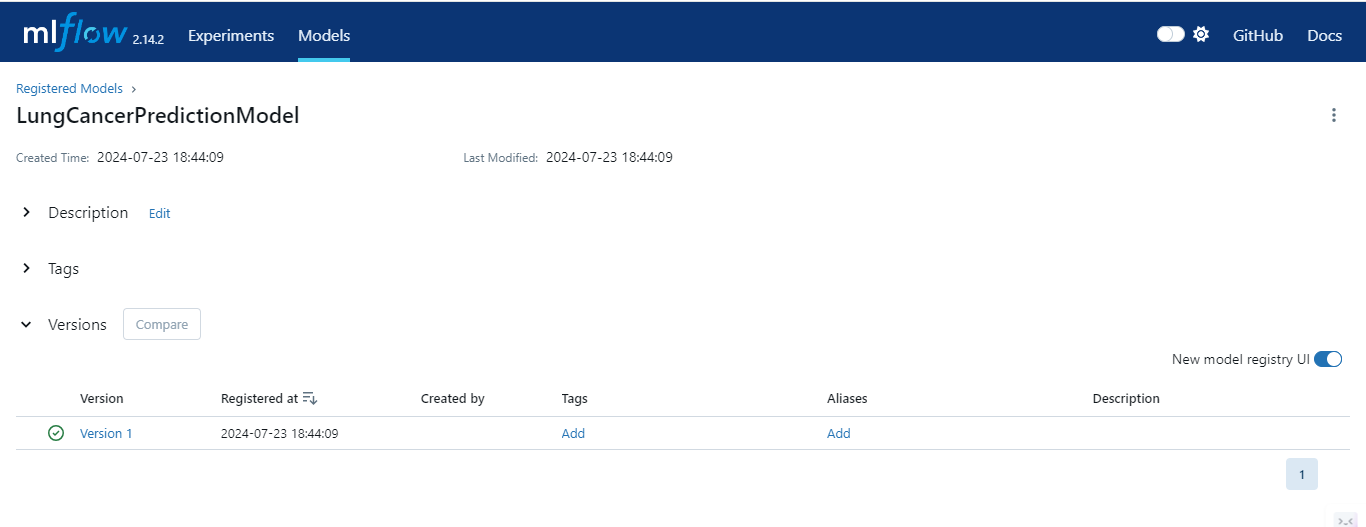 mlflow 2.14.2 Experiments Models GitHub Docs
Registered Models ›
LungCancerPredictionModel
Created Time: 2024-07-23 18:44:09 Last Modified: 2024-07-23 18:44:09
Description Edit
Tags
Versions Compare
New model registry UI
Version Registered at Created by Tags Aliases Description
Version 1 2024-07-23 18:44:09 Add Add
1